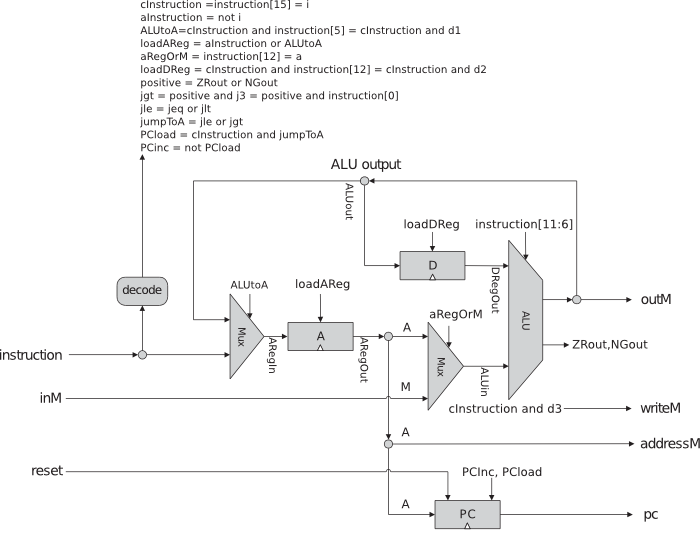 cInstruction =instruction[15] = i
aInstruction = not i
ALUtoA=cInstruction and instruction[5] = cInstruction and d1
loadAReg = aInstruction or ALUtoA
aRegOrM = instruction[12] = a
loadDReg = cInstruction and instruction[12] = cInstruction and d2
positive = ZRout or NGout
jgt = positive and j3 = positive and instruction[0]
jle = jeq or jlt
jumpToA = jle or jgt
PCload = cInstruction and jumpToA
PCinc = not PCload
ALU output
ALUout
loadDReg
instruction[11:6]
D
DRegOut
decode
ALUtoA
loadAReg
aRegOrM
ALU
outM
Mux
A
A
Mux
ZRout,NGout
instruction
ARegIn
ARegOut
ALUin
M
inM
cInstruction and d3
writeM
A
addressM
reset
PCInc, PCload
A
PC
pc